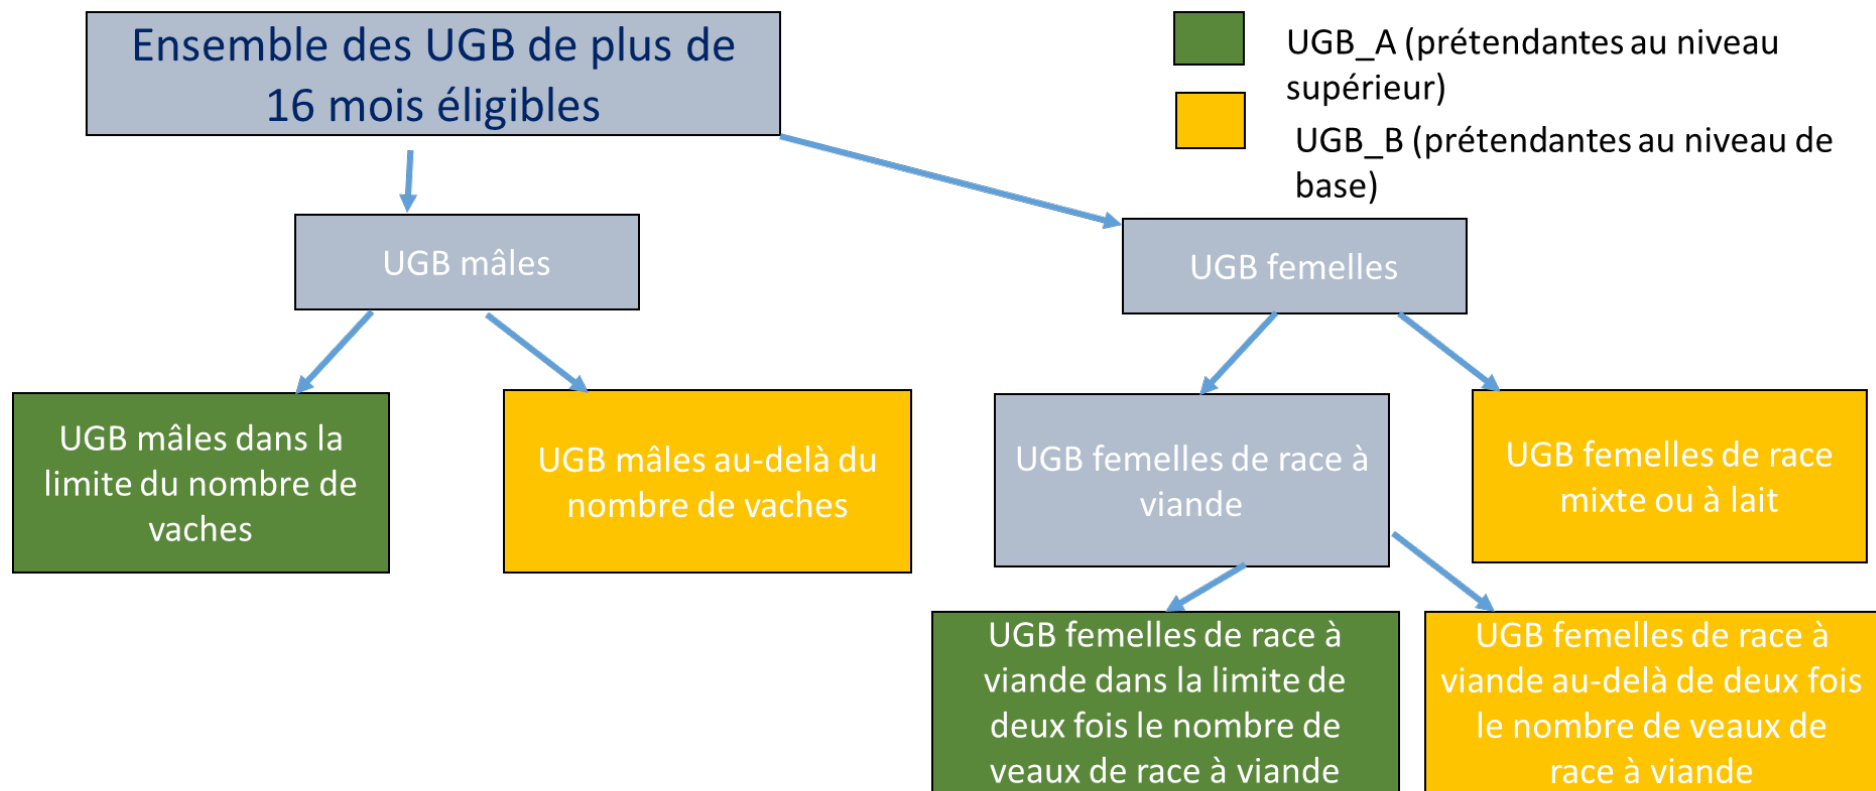 Ensemble des UGB de plus de
16 mois éligibles
UGB_A (prétendantes au niveau
supérieur)
UGB_B (prétendantes au niveau de
base)
UGB mâles
UGB femelles
UGB mâles dans la
limite du nombre de
vaches
UGB mâles au-delà du
nombre de vaches
UGB femelles de race à
viande
UGB femelles de race
mixte ou à lait
UGB femelles de race à
viande dans la limite de
deux fois le nombre de
veaux de race à viande
UGB femelles de race à
viande au-delà de deux fois
le nombre de veaux de
race à viande